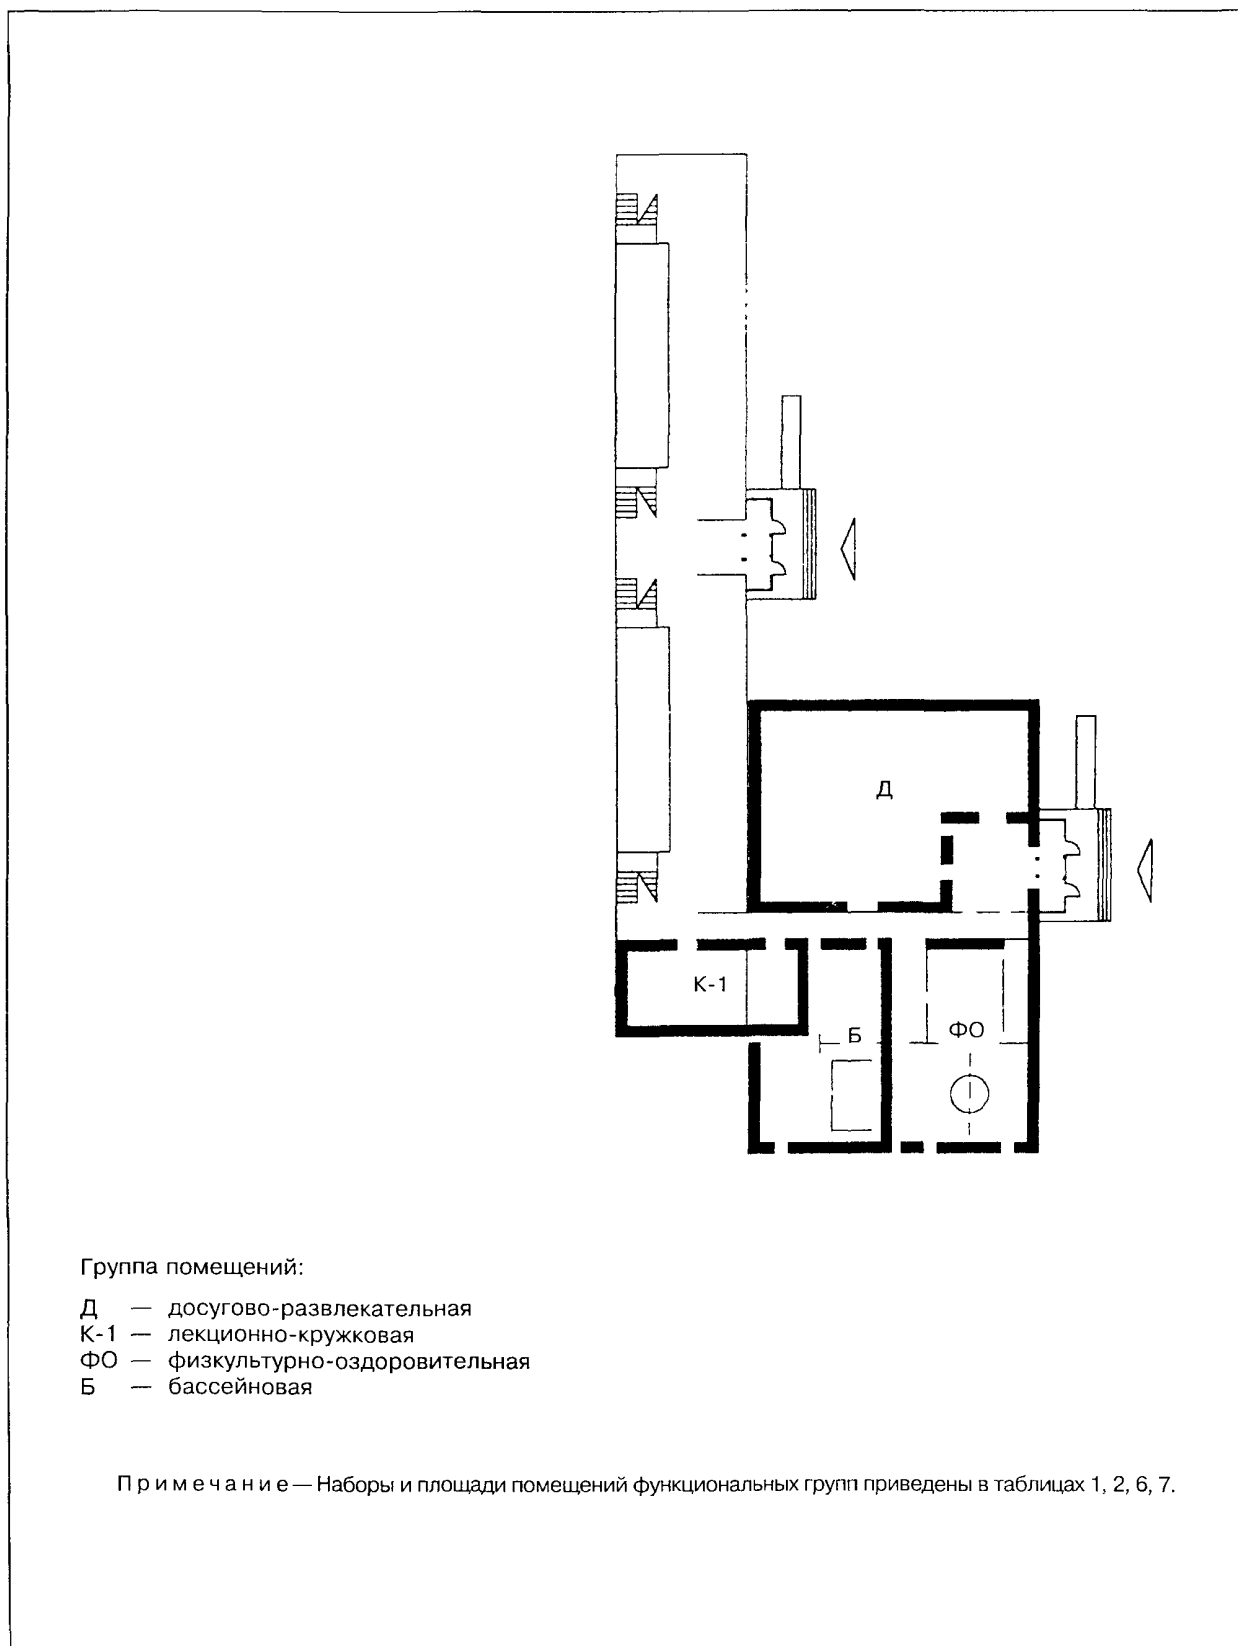 Д
К-1
Б
ФО
Группа помещений:
Д — досугово-развлекательная
К-1 — лекционно-кружковая
ФО — физкультурно-оздоровительная
Б — бассейновая
Примечание — Наборы и площади помещений функциональных групп приведены в таблицах 1, 2, 6, 7.